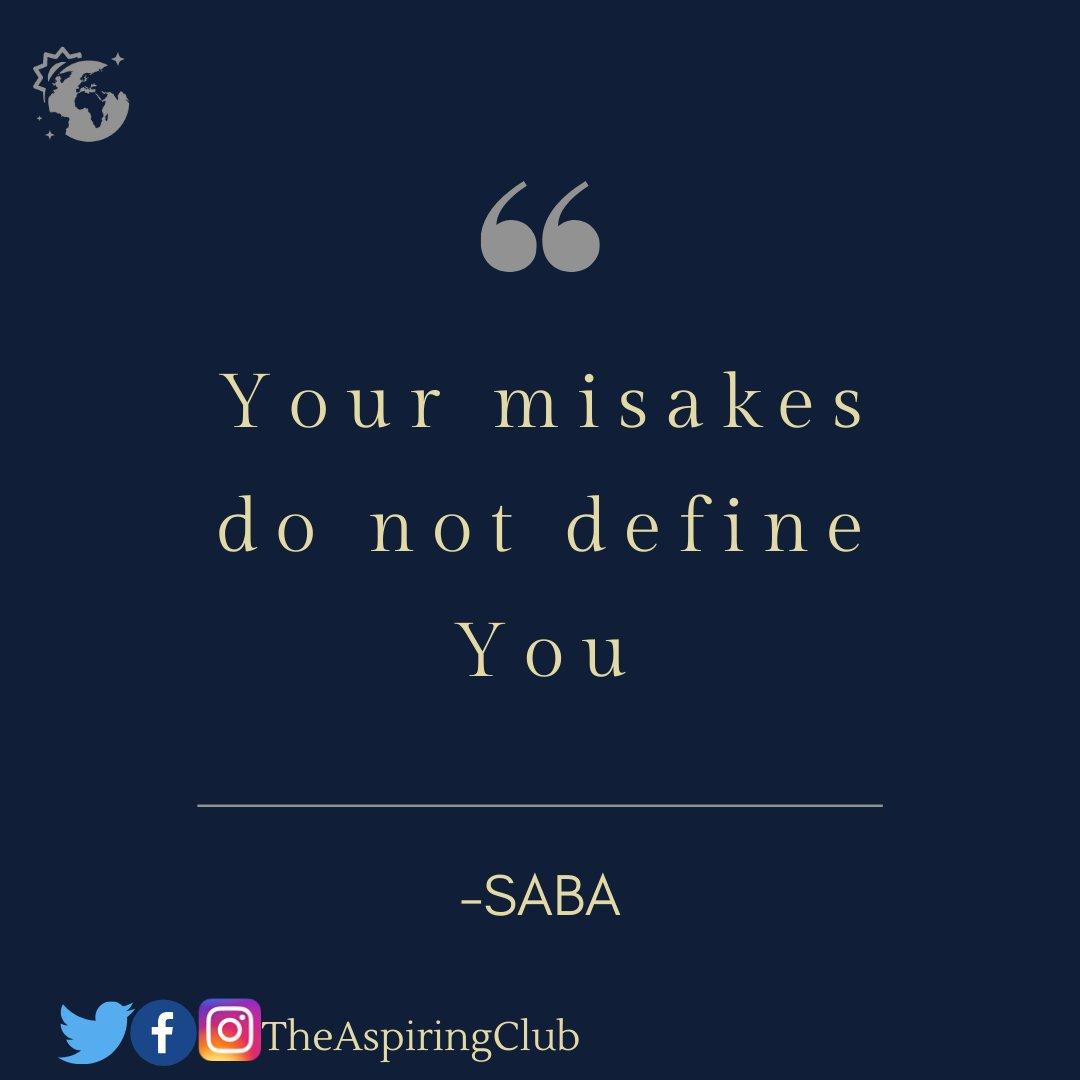 “
Your misakes
do not define
You
-SABA
TheAspiringClub